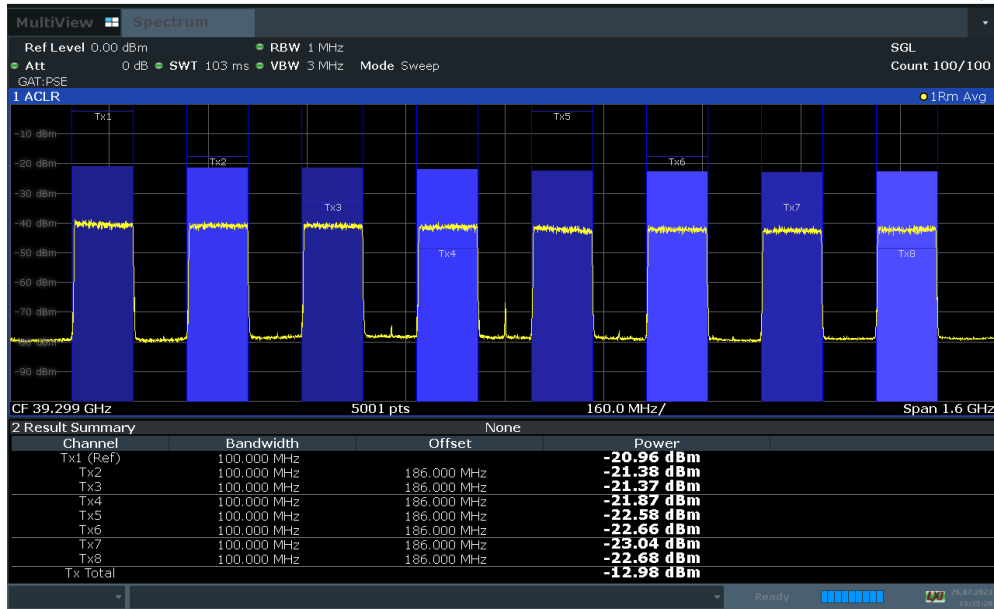 MultiView Spectrum
Ref Level 0.00 dBm RBW 1 MHz SGL
Att 0 dB SWT 103 ms VBW 3 MHz Mode Sweep Count 100/100
GAT:PSE
1 ACLR 1Rm Avg
Tx1 Tx5
-10 dBm
-20 dBm Tx2 Tx6
-30 dBm
Tx3 Tx7
-40 dBm
-50 dBm Tx4 Tx8
-60 dBm
-70 dBm
-80 dBm
-90 dBm
CF 39.299 GHz 5001 pts 160.0 MHz/ Span 1.6 GHz
2 Result Summary None
Channel Bandwidth Offset Power
Tx1 (Ref) 100.000 MHz -20.96 dBm
Tx2 100.000 MHz 186.000 MHz -21.38 dBm
Tx3 100.000 MHz 186.000 MHz -21.37 dBm
Tx4 100.000 MHz 186.000 MHz -21.87 dBm
Tx5 100.000 MHz 186.000 MHz -22.58 dBm
Tx6 100.000 MHz 186.000 MHz -22.66 dBm
Tx7 100.000 MHz 186.000 MHz -23.04 dBm
Tx8 100.000 MHz 186.000 MHz -22.68 dBm
Tx Total -12.98 dBm
Ready 26.07.2021
13:35:28